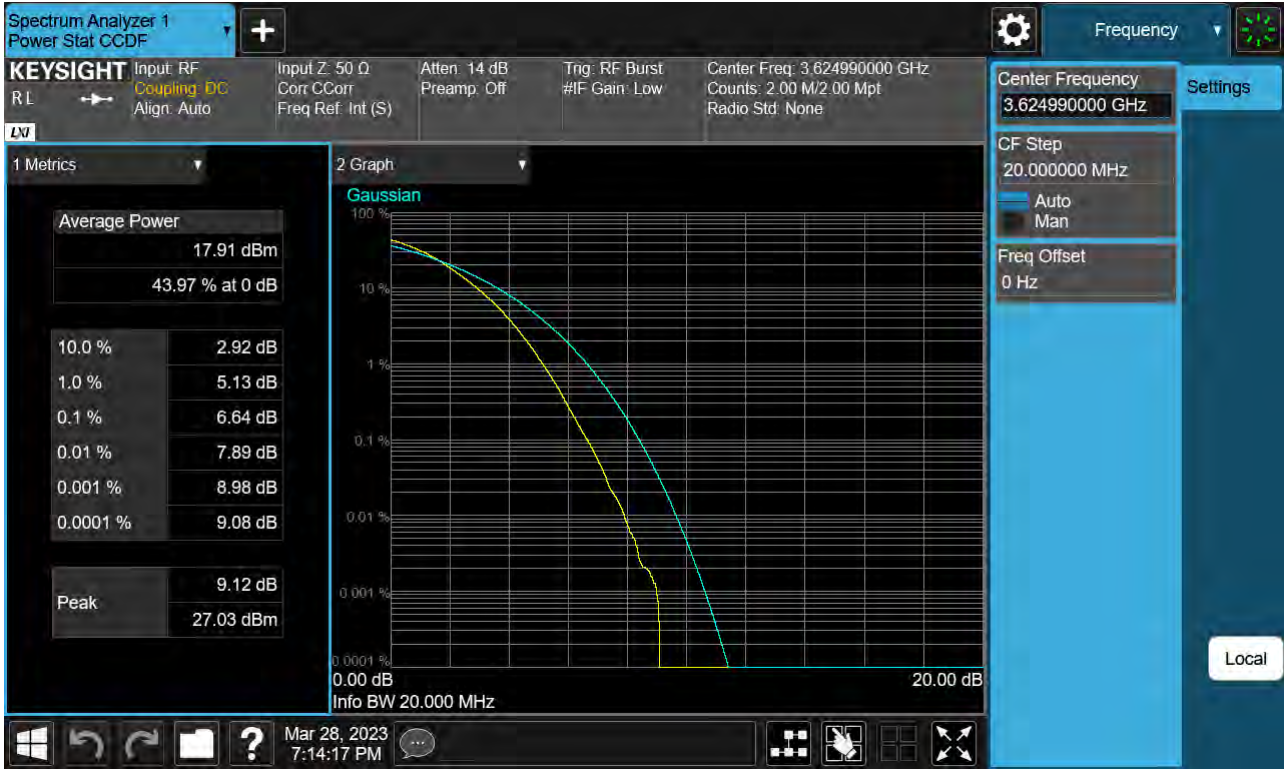 Spectrum Analyzer 1
Power Stat CCDF
Frequency
KEYSIGHT
RL
LXI
Input: RF
Coupling: DC
Align: Auto
Input Z: 50 Ω
Corr CCorr
Freq Ref: Int (S)
Atten: 14 dB
Preamp: Off
Trig: RF Burst
#IF Gain: Low
Center Freq: 3.624990000 GHz
Counts: 2.00 M/2.00 Mpt
Radio Std: None
Center Frequency
3.624990000 GHz
CF Step
20.000000 MHz
Auto
Man
Freq Offset
0 Hz
Settings
Local
1 Metrics
Average Power
17.91 dBm
43.97 % at 0 dB
10.0 % 2.92 dB
1.0 % 5.13 dB
0.1 % 6.64 dB
0.01 % 7.89 dB
0.001 % 8.98 dB
0.0001 % 9.08 dB
Peak
9.12 dB
27.03 dBm
2 Graph
Gaussian
100 %
10 %
1 %
0.1 %
0.01 %
0.001 %
0.0001 %
0.00 dB 20.00 dB
Info BW 20.000 MHz
?
Mar 28, 2023
7:14:17 PM